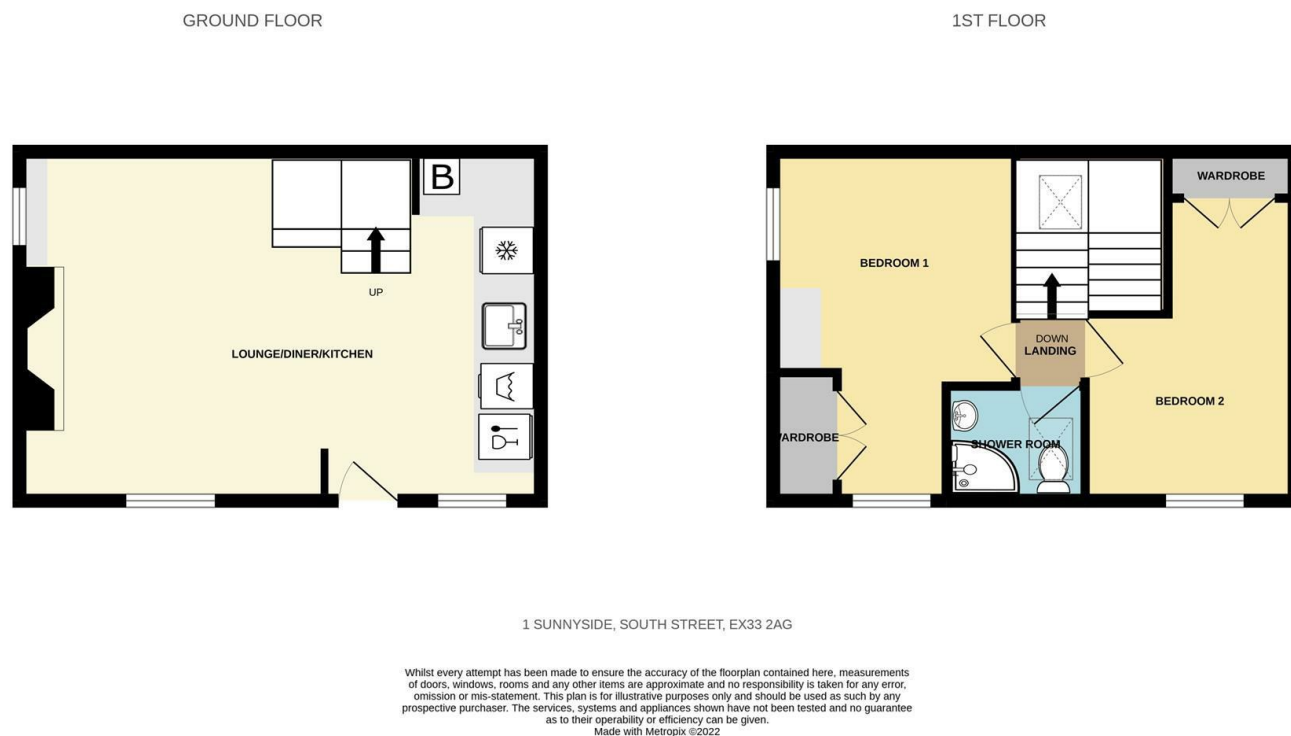 GROUND FLOOR
1ST FLOOR
B
UP
LOUNGE/DINER/KITCHEN
WARDROBE
BEDROOM 1
DOWN
LANDING
BEDROOM 2
WARDROBE
SHOWER ROOM
1 SUNNYSIDE, SOUTH STREET, EX33 2AG
Whilst every attempt has been made to ensure the accuracy of the floorplan contained here, measurements
of doors, windows, rooms and any other items are approximate and no responsibility is taken for any error,
omission or mis-statement. This plan is for illustrative purposes only and should be used as such by any
prospective purchaser. The services, systems and appliances shown have not been tested and no guarantee
as to their operability or efficiency can be given.
Made with Metropix ©2022